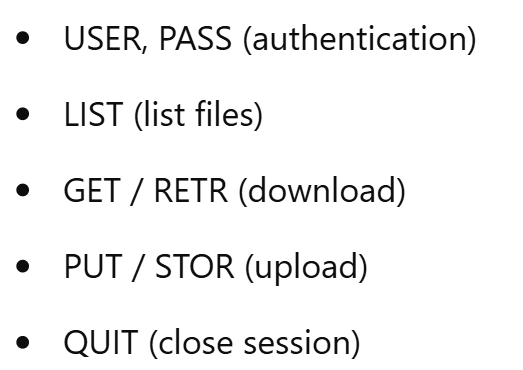 • USER, PASS (authentication)
• LIST (list files)
• GET / RETR (download)
• PUT / STOR (upload)
• QUIT (close session)